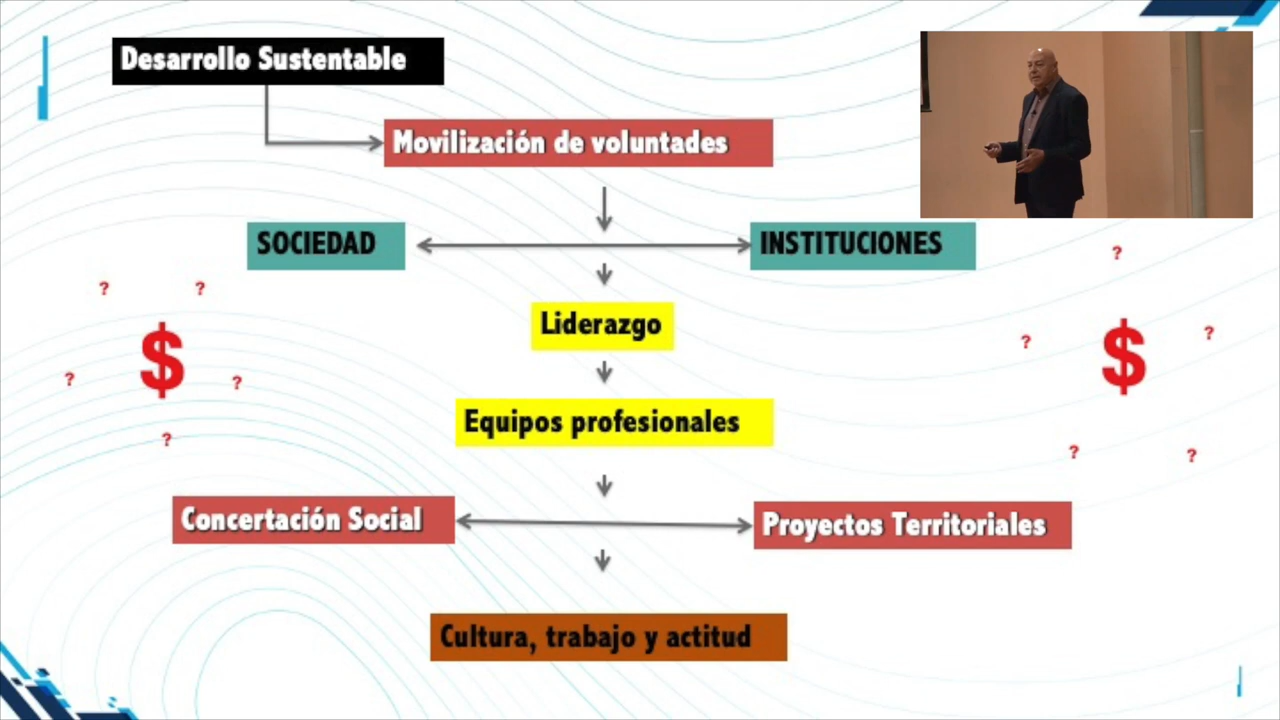 Desarrollo Sustentable
Movilización de voluntades
SOCIEDAD
INSTITUCIONES
?
? ?
Liderazgo
? ?
$
$
? ?
Equipos profesionales
?
? ?
Concertación Social
Proyectos Territoriales
Cultura, trabajo y actitud